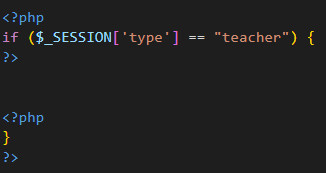 <?php
if ($_SESSION['type'] == "teacher") {
?>
<?php
}
?>